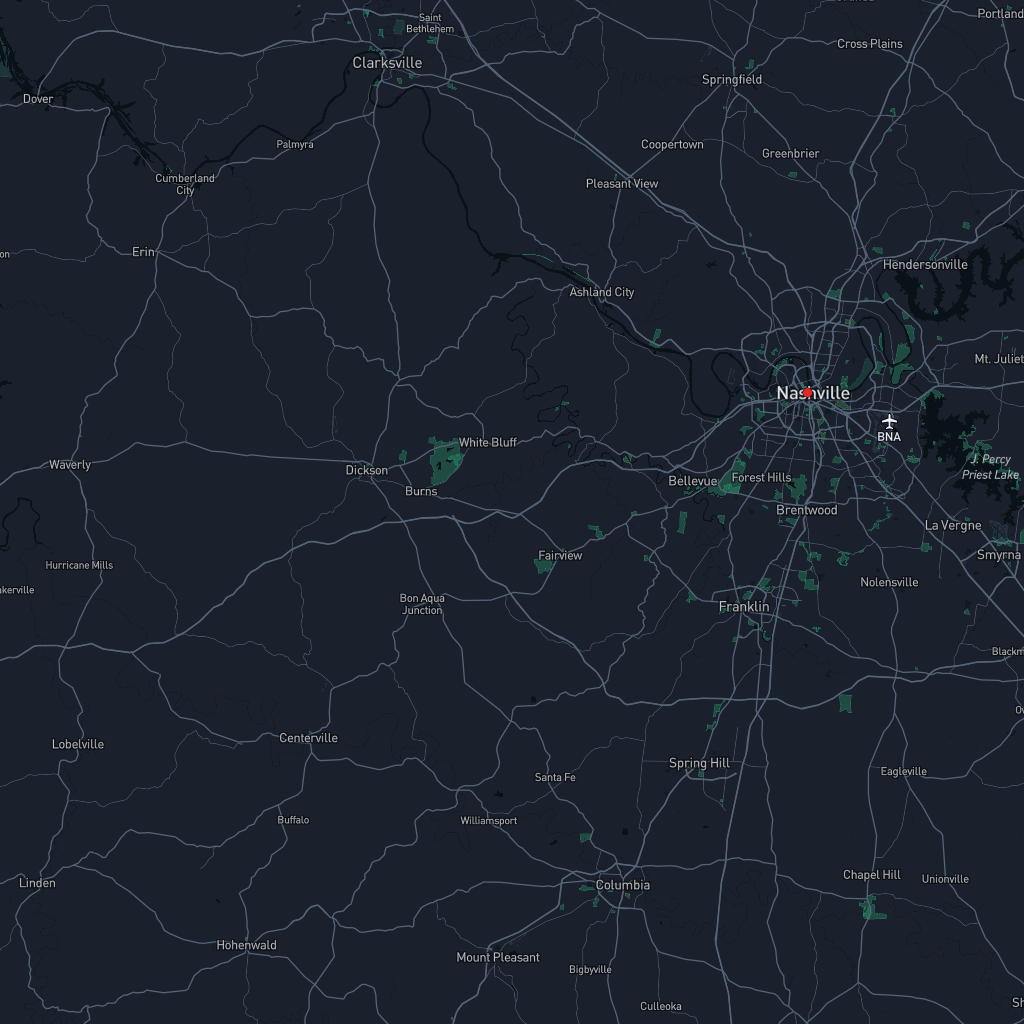 Saint
Bethlehem
Portland
Cross Plains
Clarksville
Springfield
Dover
Palmyra
Coopertown
Greenbrier
Cumberland
City
Pleasant View
Erin
on
Hendersonville
Ashland City
Mt. Juliet
Nashville
BNA
White Bluff
Waverly
Dickson
J. Percy
Priest Lake
Bellevue
Forest Hills
Burns
Brentwood
La Vergne
Fairview
Smyrna
Hurricane Mills
Nolensville
akerville
Bon Aqua
Junction
Franklin
Blackm
Ov
Centerville
Lobelville
Spring Hill
Eagleville
Santa Fe
Buffalo
Williamsport
Linden
Columbia
Chapel Hill
Unionville
Hohenwald
Mount Pleasant
Bigbyville
Culleoka
Sh